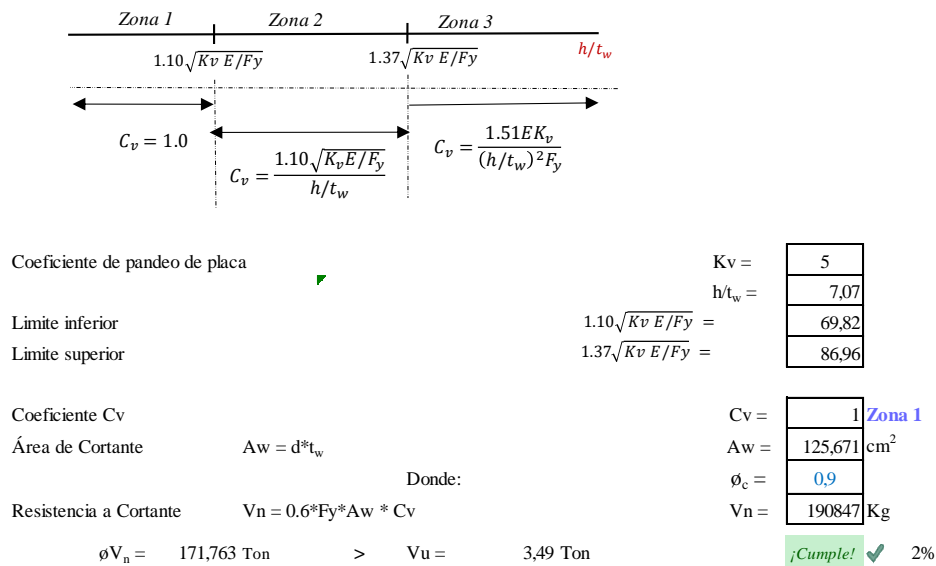 Zona 1 Zona 2 Zona 3
1.10√Kv E/Fy 1.37√Kv E/Fy h/t_w
C_v = 1.0
C_v = 1.10√K_vE/F_y / h/t_w
C_v = 1.51EK_v / (h/t_w)²F_y
Coeficiente de pandeo de placa Kv = 5
h/t_w = 7,07
Limite inferior 1.10√Kv E/Fy = 69,82
Limite superior 1.37√Kv E/Fy = 86,96
Coeficiente Cv Cv = 1 Zona 1
Área de Cortante Aw = d*t_w Aw = 125,671 cm²
Donde: ø_c = 0,9
Resistencia a Cortante Vn = 0.6*Fy*Aw * Cv Vn = 190847 Kg
øV_n = 171,763 Ton > Vu = 3,49 Ton ¡Cumple! ✔ 2%